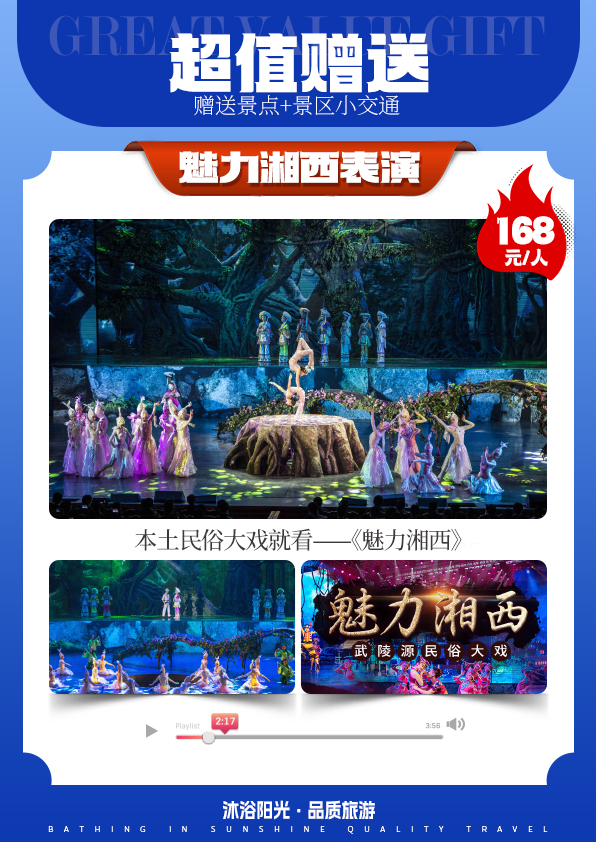 GREAT VALUE GIFT
超值赠送
赠送景点+景区小交通
魅力湘西表演
168
元/人
本土民俗大戏就看——《魅力湘西》
魅力湘西
武陵源民俗大戏
Playlist
2:17
3:56
沐浴阳光·品质旅游
BATHING IN SUNSHINE QUALITY TRAVEL